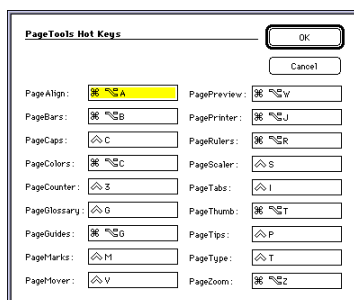 PageTools Hot Keys
OK
Cancel
PageAlign: ⌘ ⌥ A
PagePreview: ⌘ ⌥ W
PageBars: ⌘ ⌥ B
PagePrinter: ⌘ ⌥ J
PageCaps: ⌃ C
PageRulers: ⌘ ⌥ R
PageColors: ⌘ ⌥ C
PageScaler: ⌃ S
PageCounter: ⌃ 3
PageTabs: ⌃ I
PageGlossary: ⌃ G
PageThumb: ⌘ ⌥ T
PageGuides: ⌘ ⌥ G
PageTips: ⌃ P
PageMarks: ⌃ M
PageType: ⌃ T
PageMover: ⌃ V
PageZoom: ⌘ ⌥ Z